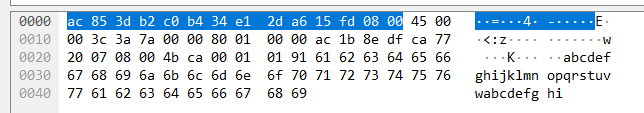 0000 ac 85 3d b2 c0 b4 34 e1 2d a6 15 fd 08 00 45 00 ··=···4· -·····E·
0010 00 3c 3a 7a 00 00 80 01 00 00 ac 1b 8e df ca 77 ·<:z···· ·······w
0020 20 07 08 00 4b ca 00 01 01 91 61 62 63 64 65 66 ···K··· ··abcdef
0030 67 68 69 6a 6b 6c 6d 6e 6f 70 71 72 73 74 75 76 ghijklmn opqrstuv
0040 77 61 62 63 64 65 66 67 68 69 wabcdefg hi